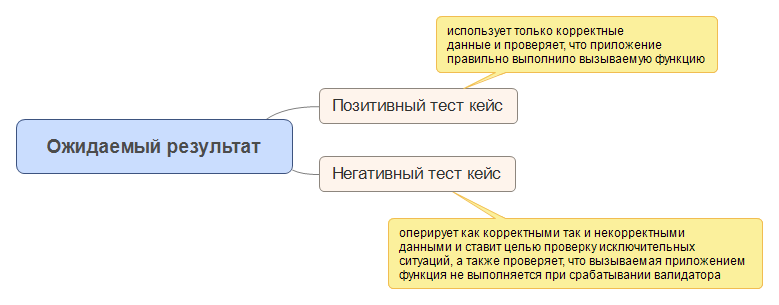 использует только корректные
данные и проверяет, что приложение
правильно выполнило вызываемую функцию
Позитивный тест кейс
Ожидаемый результат
Негативный тест кейс
оперирует как корректными так и некорректными
данными и ставит целью проверку исключительных
ситуаций, а также проверяет, что вызываемая приложением
функция не выполняется при срабатывании валидатора